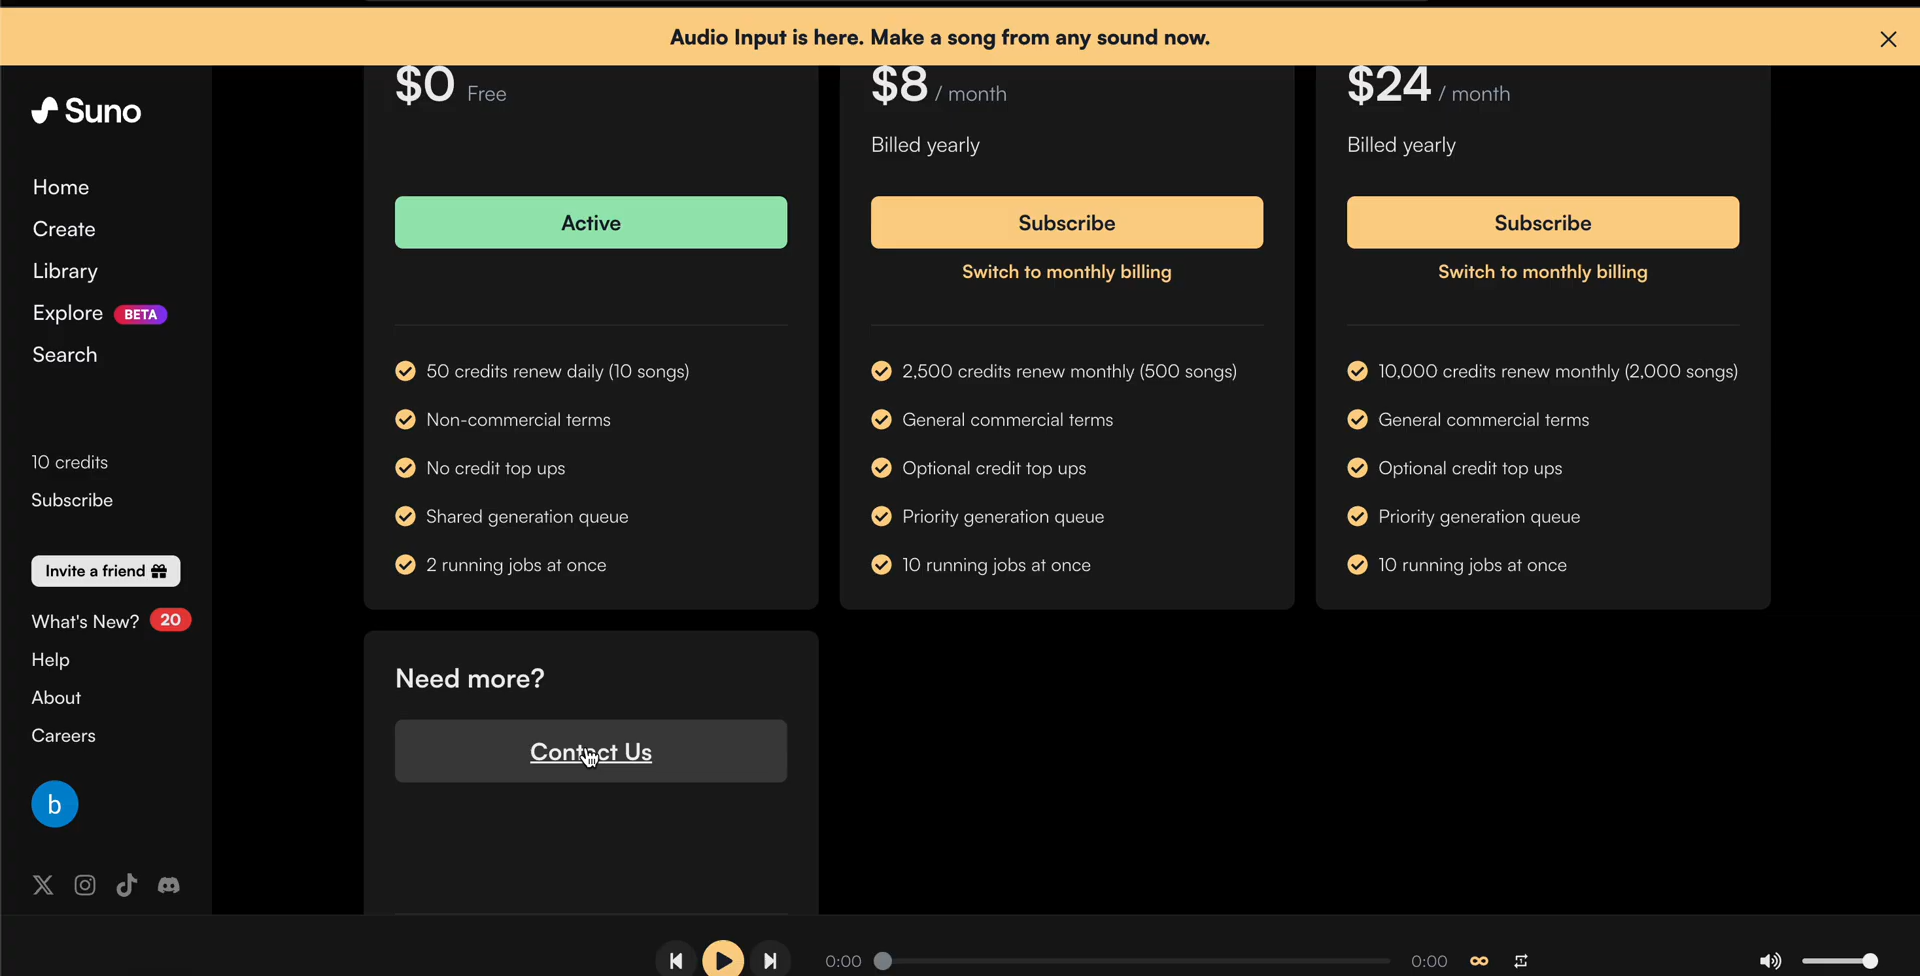 Audio Input is here. Make a song from any sound now.
Suno
Home
Create
Library
Explore BETA
Search
10 credits
Subscribe
Invite a friend
What's New? 20
Help
About
Careers
b
$0 Free
Active
50 credits renew daily (10 songs)
Non-commercial terms
No credit top ups
Shared generation queue
2 running jobs at once
$8 / month
Billed yearly
Subscribe
Switch to monthly billing
2,500 credits renew monthly (500 songs)
General commercial terms
Optional credit top ups
Priority generation queue
10 running jobs at once
$24 / month
Billed yearly
Subscribe
Switch to monthly billing
10,000 credits renew monthly (2,000 songs)
General commercial terms
Optional credit top ups
Priority generation queue
10 running jobs at once
Need more?
Contact Us
0:00
0:00